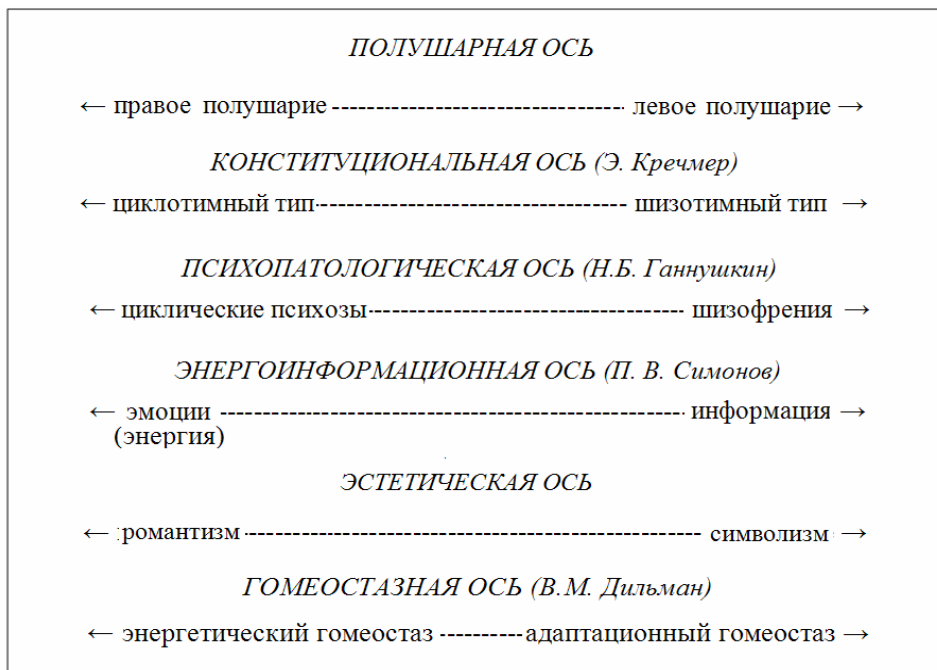 ПОЛУШАРНАЯ ОСЬ
← правое полушарие ------------------------------ левое полушарие →
КОНСТИТУЦИОНАЛЬНАЯ ОСЬ (Э. Кречмер)
← циклотимный тип-------------------------------- шизотимный тип →
ПСИХОПАТОЛОГИЧЕСКАЯ ОСЬ (Н.Б. Ганнушкин)
← циклические психозы--------------------------------- шизофрения →
ЭНЕРГОИНФОРМАЦИОННАЯ ОСЬ (П. В. Симонов)
← эмоции ------------------------------------------------ информация →
(энергия)
ЭСТЕТИЧЕСКАЯ ОСЬ
← романтизм ----------------------------------------------- символизм →
ГОМЕОСТАЗНАЯ ОСЬ (В.М. Дильман)
← энергетический гомеостаз ---------- адаптационный гомеостаз →